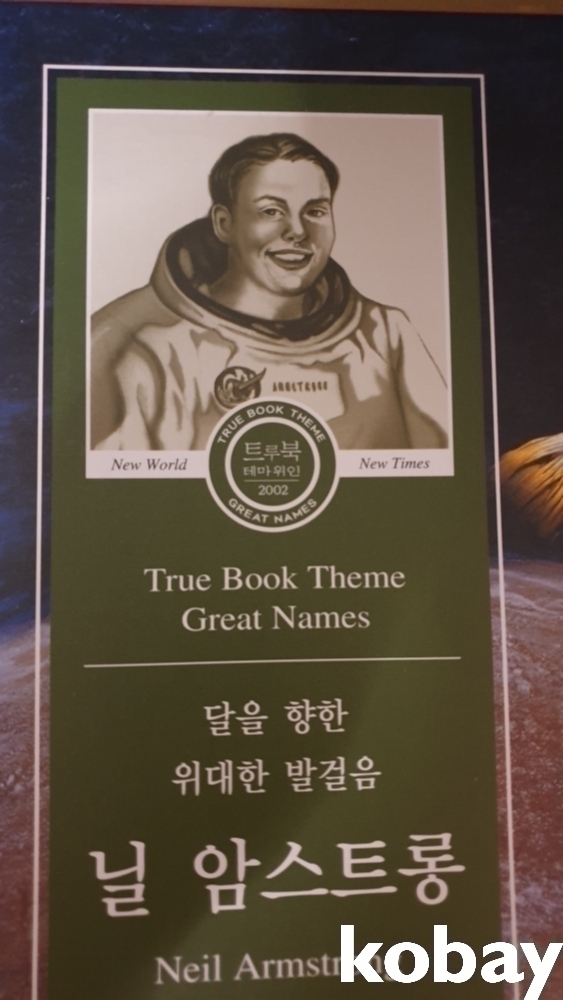 ARMSTRONG
New World
New Times
TRUE BOOK THEME
트루북
테마위인
2002
GREAT NAMES
True Book Theme
Great Names
달을 향한
위대한 발걸음
닐 암스트롱
Neil Armstrong
kobay